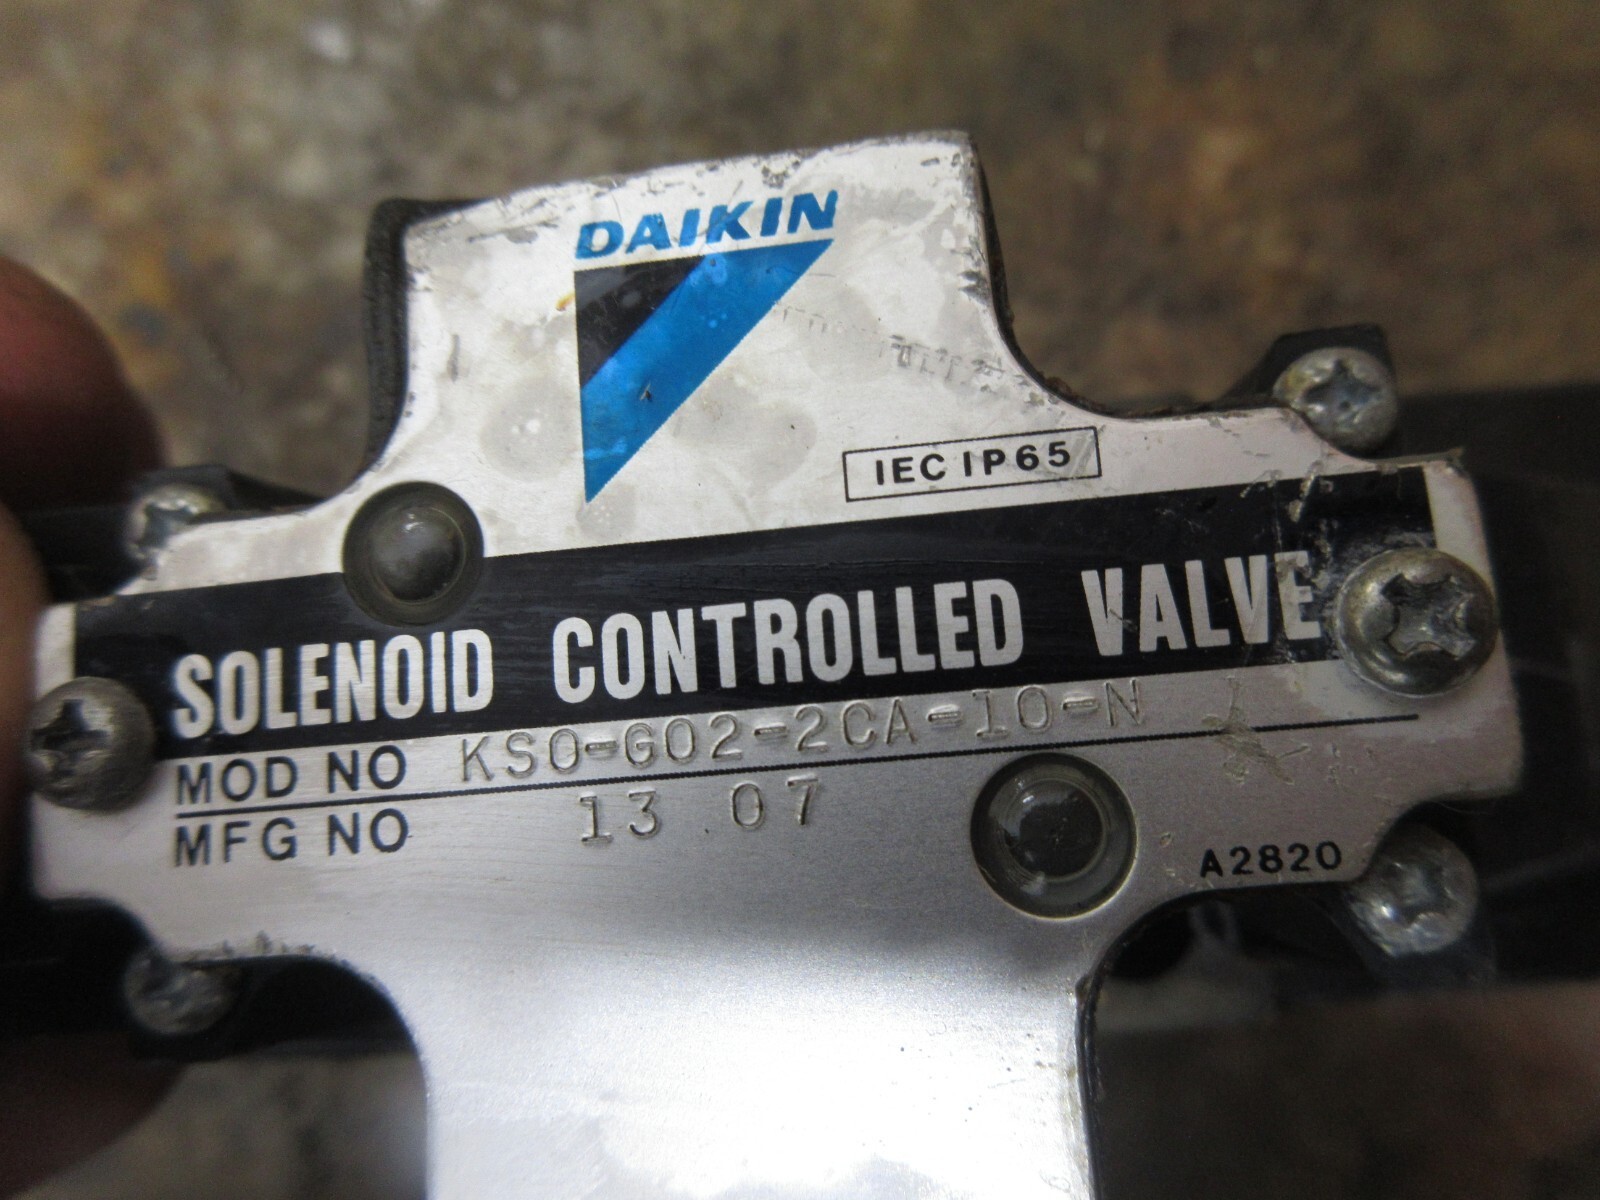 DAIKIN
IEC IP65
SOLENOID CONTROLLED VALVE
MOD NO KSO-G02-2CA-10-N
MFG NO 13 07
A2820